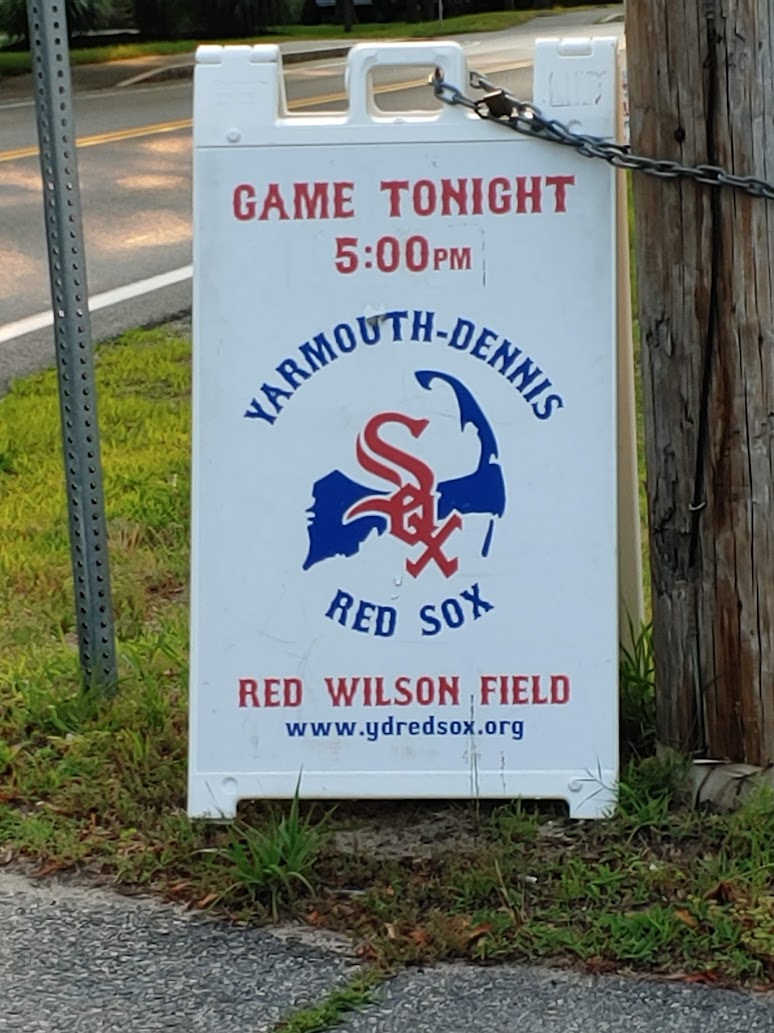 GAME TONIGHT
5:00PM
YARMOUTH-DENNIS
SOX
RED SOX
RED WILSON FIELD
www.ydredsox.org